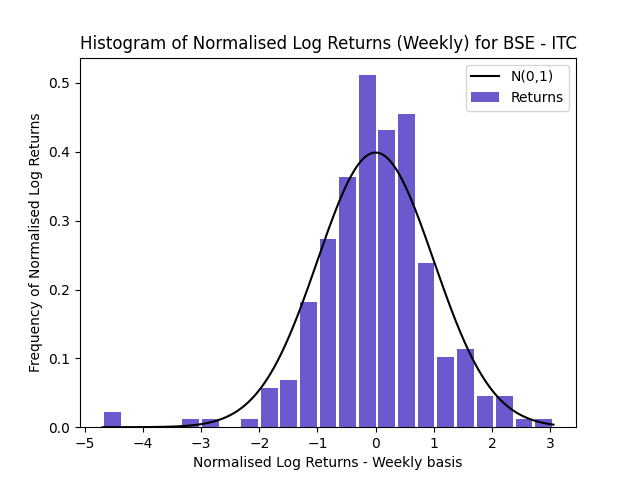 Histogram of Normalised Log Returns (Weekly) for BSE - ITC
Frequency of Normalised Log Returns
0.5
0.4
0.3
0.2
0.1
0.0
N(0,1)
Returns
−5 −4 −3 −2 −1 0 1 2 3
Normalised Log Returns - Weekly basis